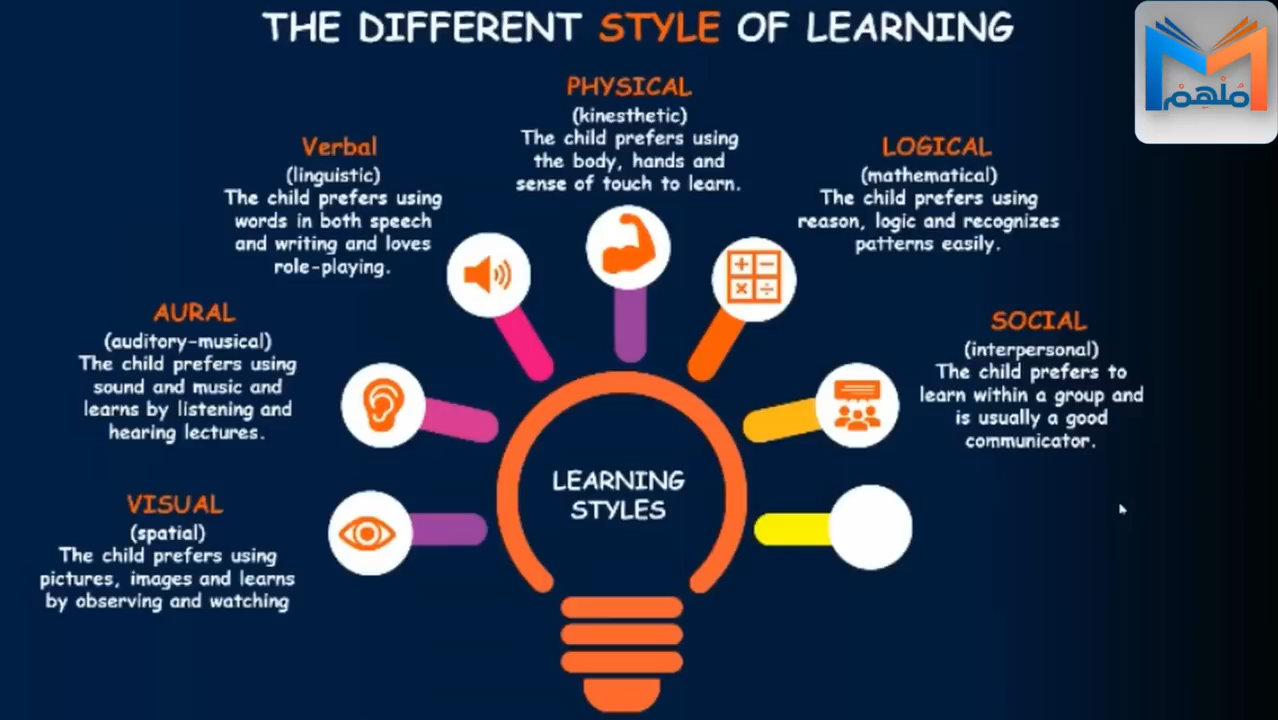 THE DIFFERENT STYLE OF LEARNING
مُلْهِمْ
PHYSICAL
(kinesthetic)
The child prefers using
the body, hands and
sense of touch to learn.
Verbal
(linguistic)
The child prefers using
words in both speech
and writing and loves
role-playing.
LOGICAL
(mathematical)
The child prefers using
reason, logic and recognizes
patterns easily.
AURAL
(auditory-musical)
The child prefers using
sound and music and
learns by listening and
hearing lectures.
SOCIAL
(interpersonal)
The child prefers to
learn within a group and
is usually a good
communicator.
VISUAL
(spatial)
The child prefers using
pictures, images and learns
by observing and watching
LEARNING
STYLES